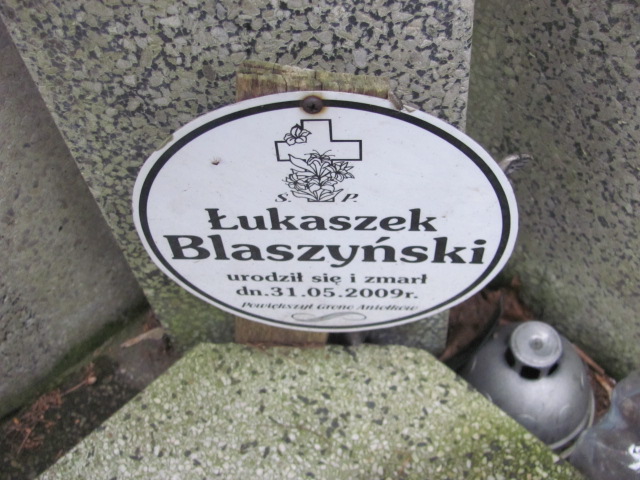 Ś. P.
Łukaszek
Blaszyński
urodził się i zmarł
dn.31.05.2009r.
Powiększył Grono Aniołków